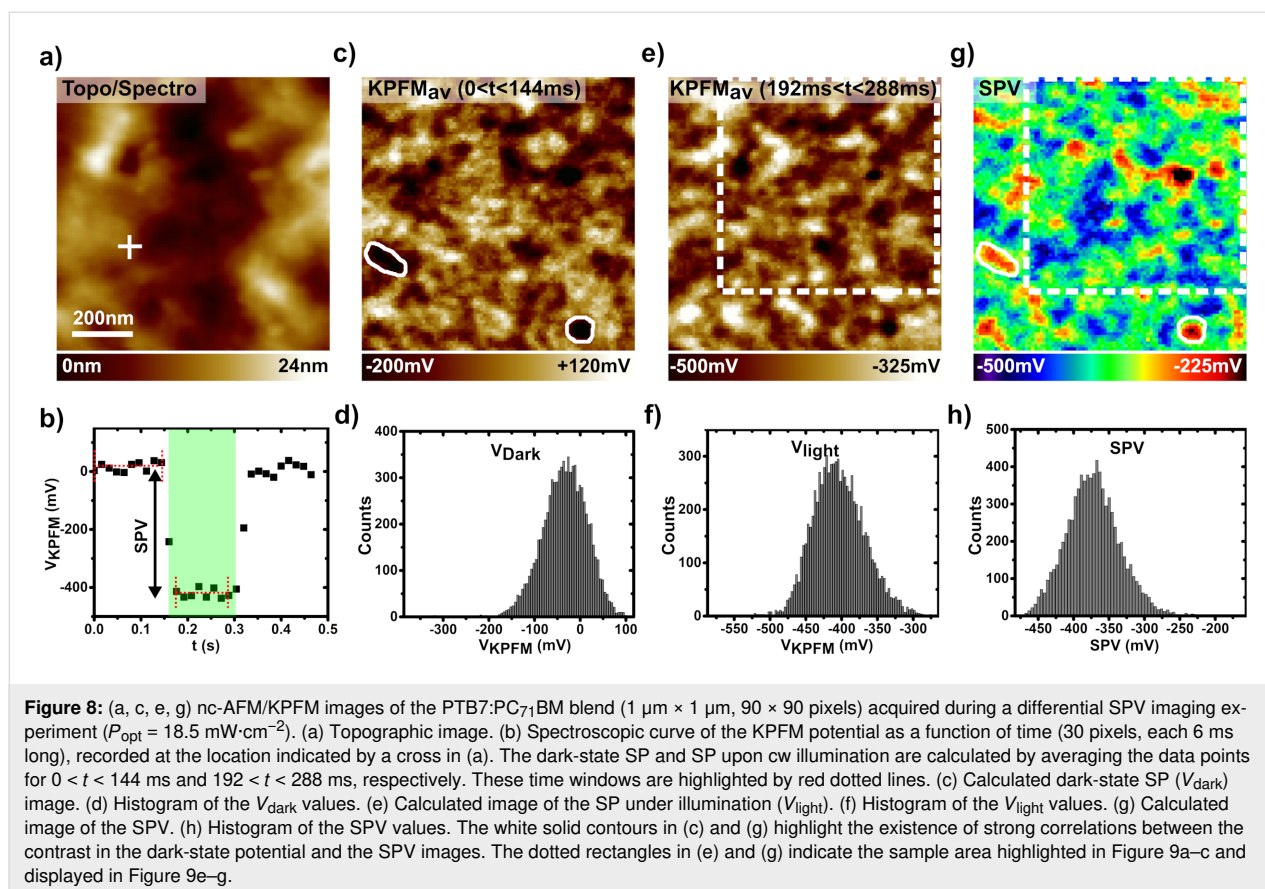 a)
c)
e)
g)
Topo/Spectro
KPFMav (0<t<144ms)
KPFMav (192ms<t<288ms)
SPV
200nm
0nm 24nm
-200mV +120mV
-500mV -325mV
-500mV -225mV
b)
0
-200
-400
VKPFM (mV)
SPV
0.0 0.1 0.2 0.3 0.4 0.5
t (s)
d)
VDark
400
300
200
100
0
Counts
-300 -200 -100 0 100
VKPFM (mV)
f)
Vlight
300
200
100
0
Counts
-550 -500 -450 -400 -350 -300
VKPFM (mV)
h)
SPV
500
400
300
200
100
0
Counts
-450 -400 -350 -300 -250 -200
SPV (mV)
Figure 8: (a, c, e, g) nc-AFM/KPFM images of the PTB7:PC71BM blend (1 µm × 1 µm, 90 × 90 pixels) acquired during a differential SPV imaging ex-
periment (Popt = 18.5 mW·cm−2). (a) Topographic image. (b) Spectroscopic curve of the KPFM potential as a function of time (30 pixels, each 6 ms
long), recorded at the location indicated by a cross in (a). The dark-state SP and SP upon cw illumination are calculated by averaging the data points
for 0 < t < 144 ms and 192 < t < 288 ms, respectively. These time windows are highlighted by red dotted lines. (c) Calculated dark-state SP (Vdark)
image. (d) Histogram of the Vdark values. (e) Calculated image of the SP under illumination (Vlight). (f) Histogram of the Vlight values. (g) Calculated
image of the SPV. (h) Histogram of the SPV values. The white solid contours in (c) and (g) highlight the existence of strong correlations between the
contrast in the dark-state potential and the SPV images. The dotted rectangles in (e) and (g) indicate the sample area highlighted in Figure 9a–c and
displayed in Figure 9e–g.